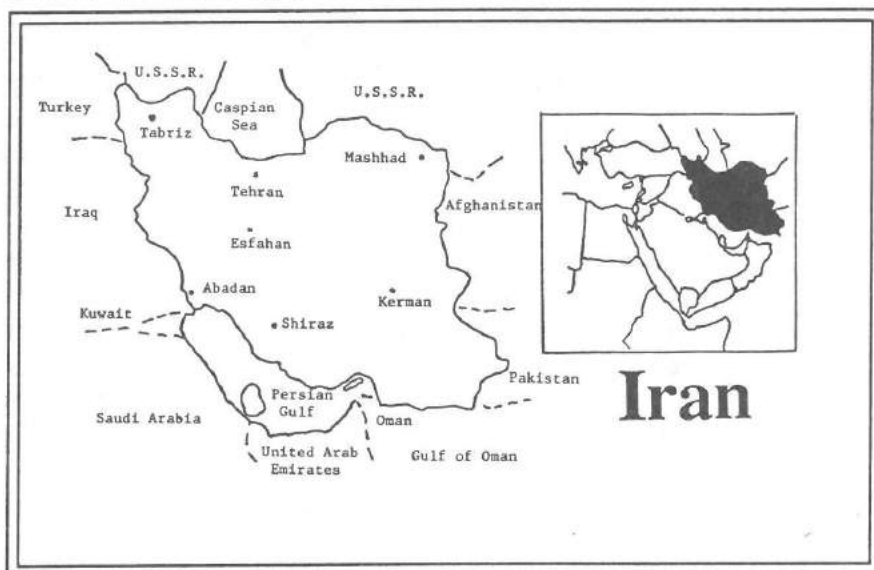 U.S.S.R.
U.S.S.R.
Turkey
Caspian
Sea
Tabriz
Mashhad
Tehran
Iraq
Afghanistan
Esfahan
Abadan
Kerman
Kuwait
Shiraz
Pakistan
Iran
Persian
Gulf
Saudi Arabia
Oman
United Arab
Emirates
Gulf of Oman